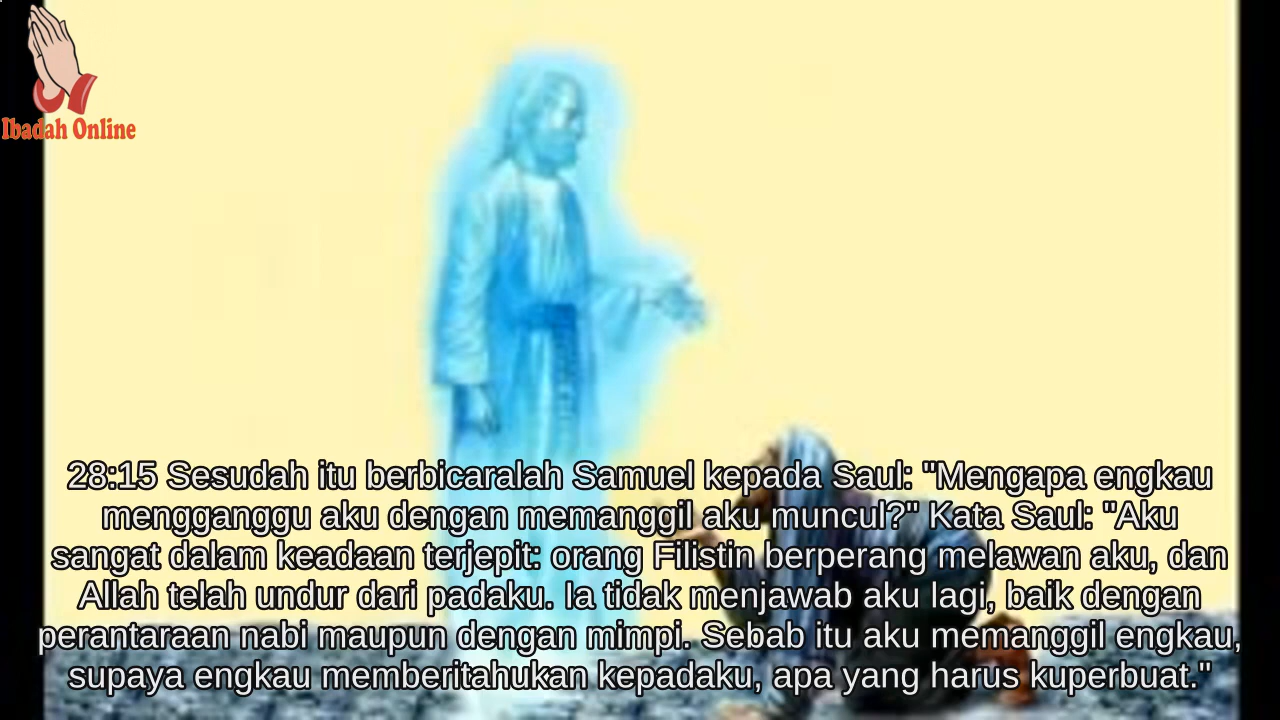 Ibadah Online
28:15 Sesudah itu berbicaralah Samuel kepada Saul: "Mengapa engkau
mengganggu aku dengan memanggil aku muncul?" Kata Saul: "Aku
sangat dalam keadaan terjepit: orang Filistin berperang melawan aku, dan
Allah telah undur dari padaku. Ia tidak menjawab aku lagi, baik dengan
perantaraan nabi maupun dengan mimpi. Sebab itu aku memanggil engkau,
supaya engkau memberitahukan kepadaku, apa yang harus kuperbuat."